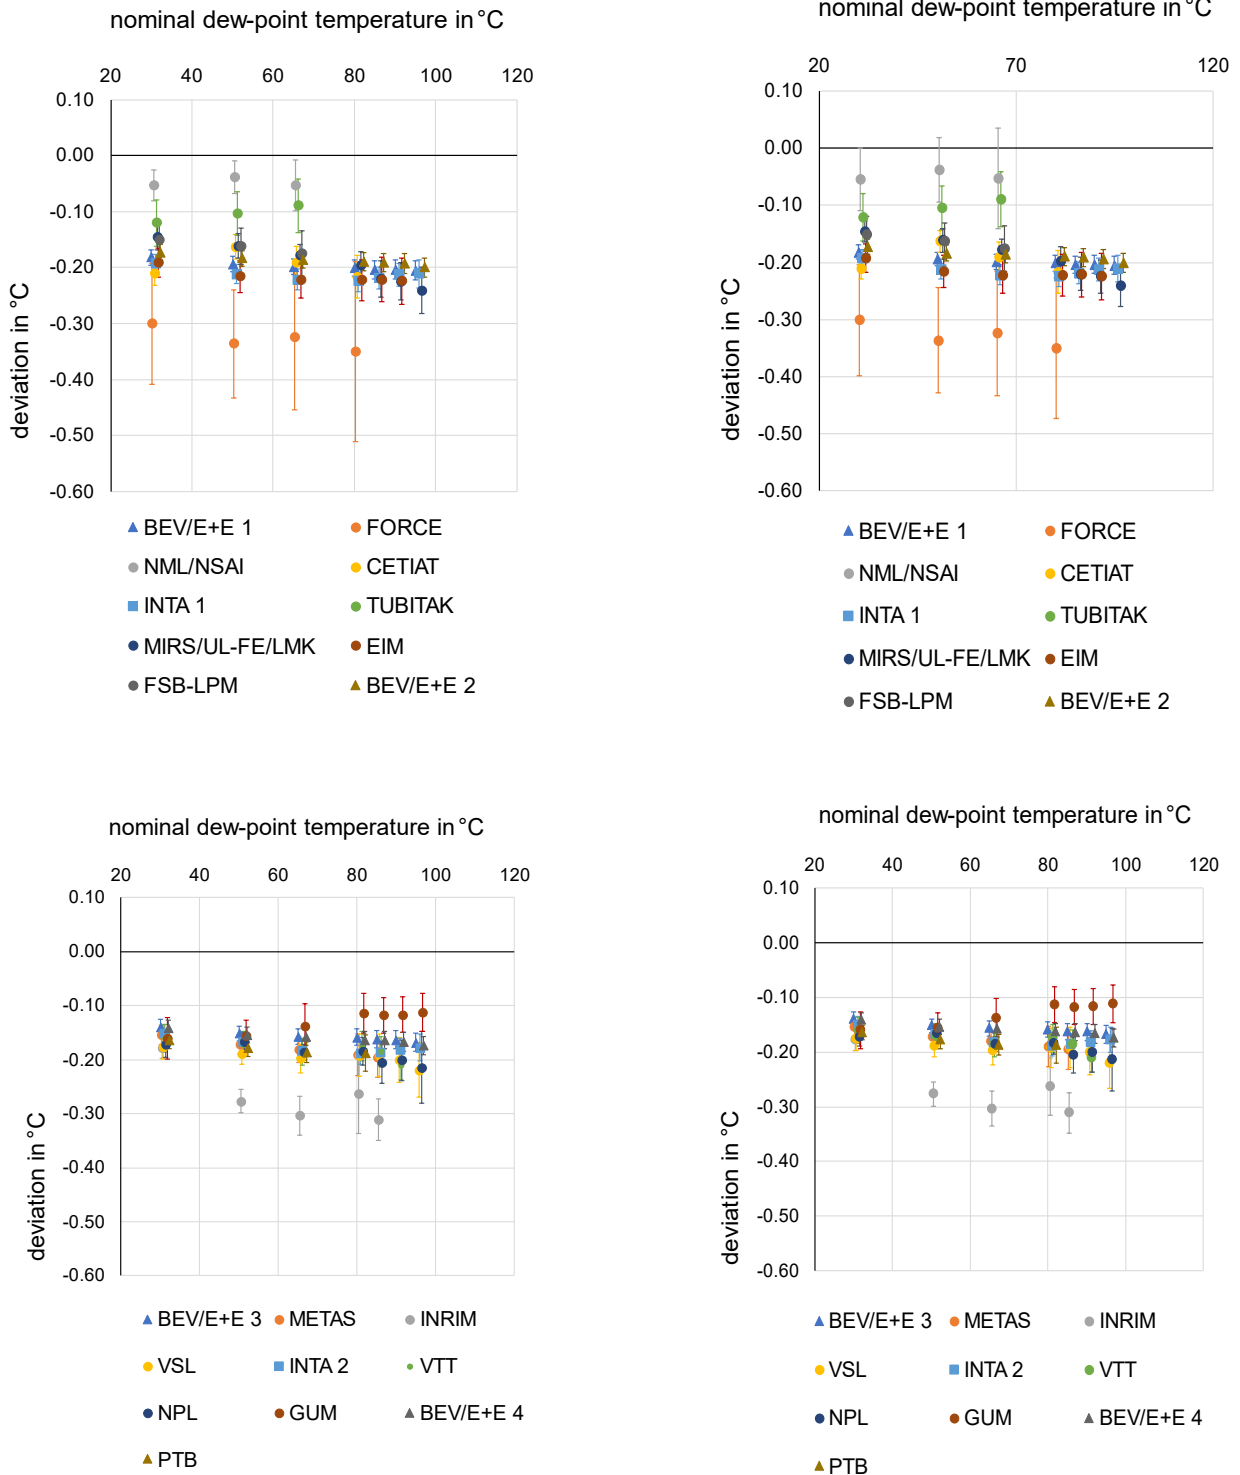 nominal dew-point temperature in °C
20 40 60 80 100 120
0.10
0.00
-0.10
-0.20
-0.30
-0.40
-0.50
-0.60
deviation in °C
BEV/E+E 1 FORCE
NML/NSAI CETIAT
INTA 1 TUBITAK
MIRS/UL-FE/LMK EIM
FSB-LPM BEV/E+E 2
nominal dew-point temperature in °C
20 70 120
0.10
0.00
-0.10
-0.20
-0.30
-0.40
-0.50
-0.60
deviation in °C
BEV/E+E 1 FORCE
NML/NSAI CETIAT
INTA 1 TUBITAK
MIRS/UL-FE/LMK EIM
FSB-LPM BEV/E+E 2
nominal dew-point temperature in °C
20 40 60 80 100 120
0.10
0.00
-0.10
-0.20
-0.30
-0.40
-0.50
-0.60
deviation in °C
BEV/E+E 3 METAS INRIM
VSL INTA 2 VTT
NPL GUM BEV/E+E 4
PTB
nominal dew-point temperature in °C
20 40 60 80 100 120
0.10
0.00
-0.10
-0.20
-0.30
-0.40
-0.50
-0.60
deviation in °C
BEV/E+E 3 METAS INRIM
VSL INTA 2 VTT
NPL GUM BEV/E+E 4
PTB